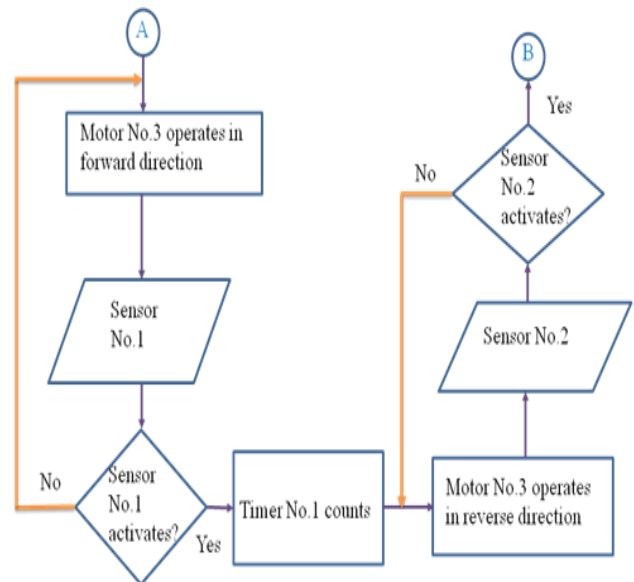 A
Motor No.3 operates in
forward direction
Sensor
No.1
No
Sensor
No.1
activates?
Yes
Timer No.1 counts
Motor No.3 operates
in reverse direction
Sensor No.2
Sensor
No.2
activates?
No
Yes
B